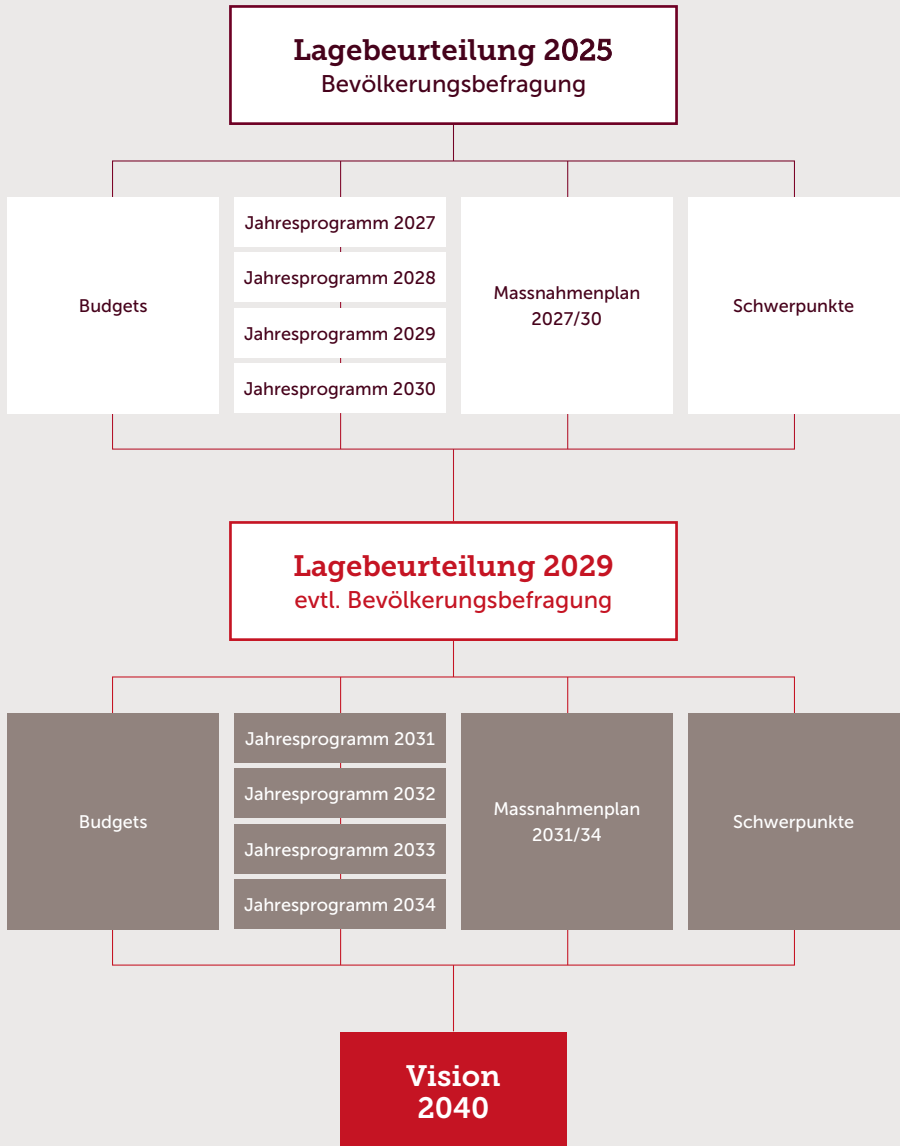 Lagebeurteilung 2025
Bevölkerungsbefragung
Budgets
Jahresprogramm 2027
Jahresprogramm 2028
Jahresprogramm 2029
Jahresprogramm 2030
Massnahmenplan
2027/30
Schwerpunkte
Lagebeurteilung 2029
evtl. Bevölkerungsbefragung
Budgets
Jahresprogramm 2031
Jahresprogramm 2032
Jahresprogramm 2033
Jahresprogramm 2034
Massnahmenplan
2031/34
Schwerpunkte
Vision
2040